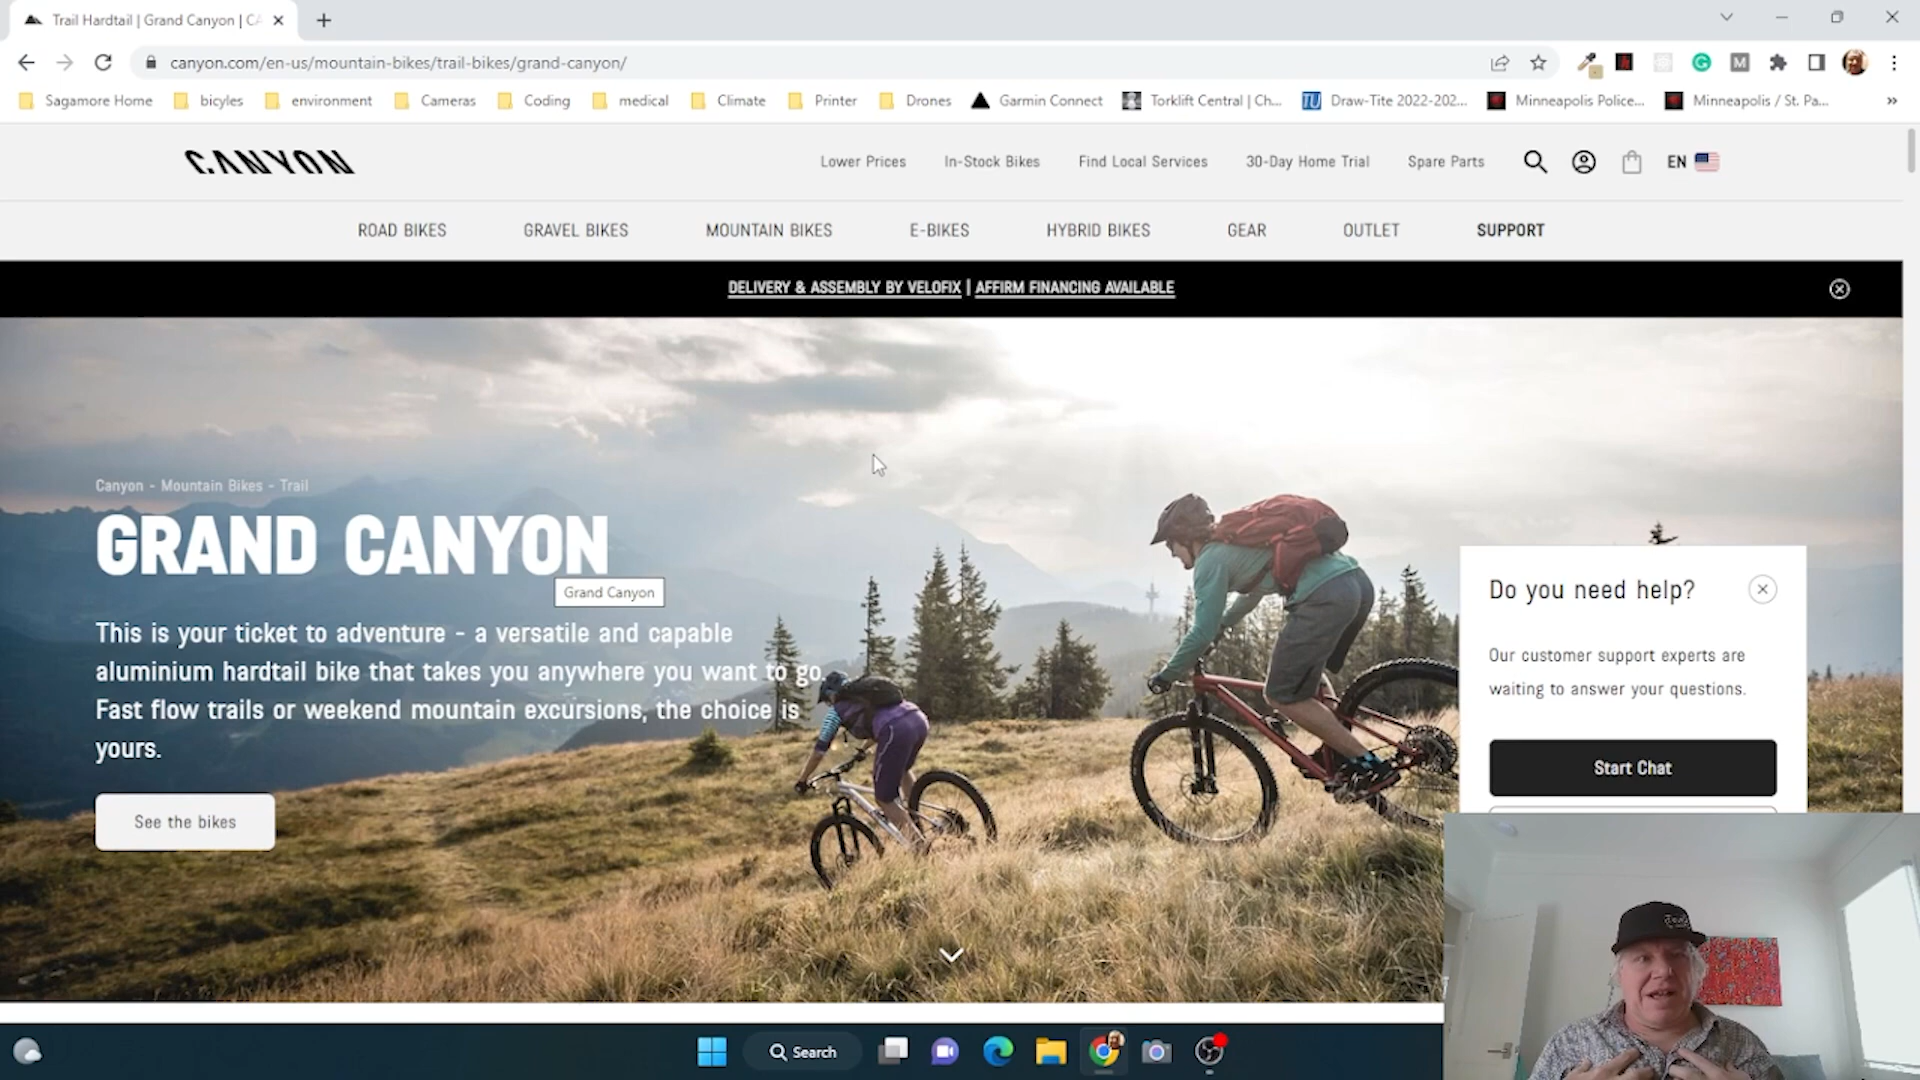 Trail Hardtail | Grand Canyon | CA
canyon.com/en-us/mountain-bikes/trail-bikes/grand-canyon/
Sagamore Home bicyles environment Cameras Coding medical Climate Printer Drones Garmin Connect Torklift Central | Ch... Draw-Tite 2022-202... Minneapolis Police... Minneapolis / St. Pa...
CANYON
Lower Prices In-Stock Bikes Find Local Services 30-Day Home Trial Spare Parts EN
ROAD BIKES GRAVEL BIKES MOUNTAIN BIKES E-BIKES HYBRID BIKES GEAR OUTLET SUPPORT
DELIVERY & ASSEMBLY BY VELOFIX | AFFIRM FINANCING AVAILABLE
Canyon - Mountain Bikes - Trail
GRAND CANYON
Grand Canyon
This is your ticket to adventure - a versatile and capable
aluminium hardtail bike that takes you anywhere you want to go.
Fast flow trails or weekend mountain excursions, the choice is
yours.
See the bikes
Do you need help?
Our customer support experts are
waiting to answer your questions.
Start Chat
Search